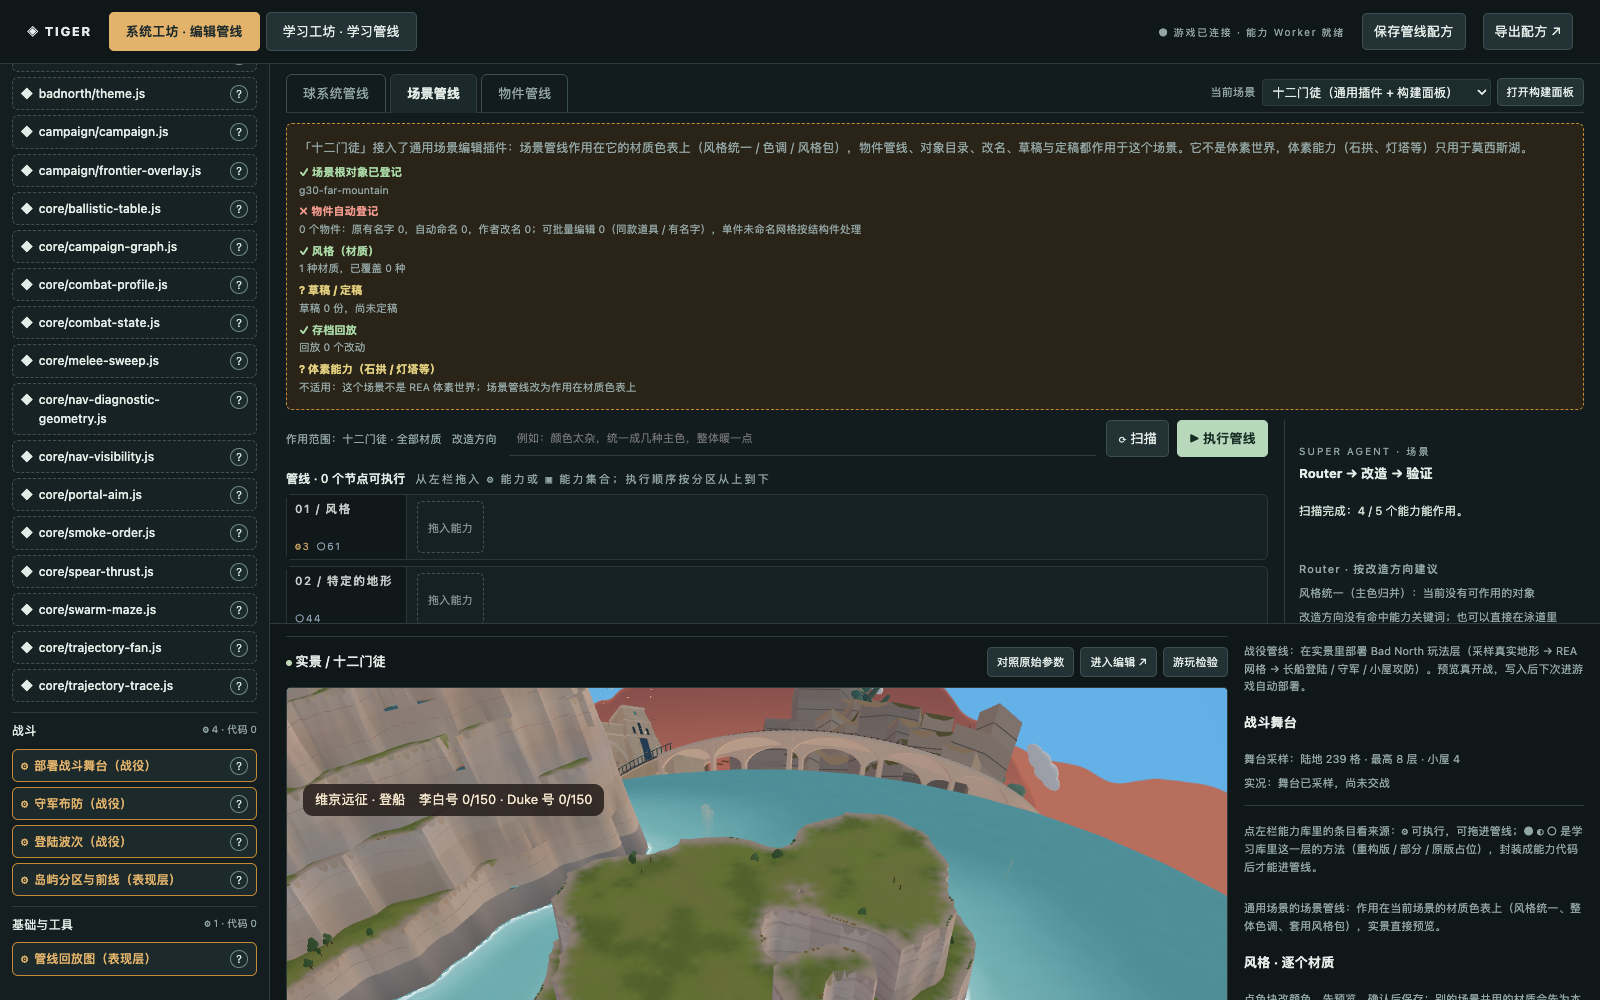 ◈ TIGER
系统工坊 · 编辑管线
学习工坊 · 学习管线
游戏已连接 · 能力 Worker 就绪
保存管线配方
导出配方 ↗
badnorth/theme.js
?
campaign/campaign.js
?
campaign/frontier-overlay.js
?
core/ballistic-table.js
?
core/campaign-graph.js
?
core/combat-profile.js
?
core/combat-state.js
?
core/melee-sweep.js
?
core/nav-diagnostic-
geometry.js
?
core/nav-visibility.js
?
core/portal-aim.js
?
core/smoke-order.js
?
core/spear-thrust.js
?
core/swarm-maze.js
?
core/trajectory-fan.js
?
core/trajectory-trace.js
?
战斗
⚙ 4 · 代码 0
⚙ 部署战斗舞台（战役）
?
⚙ 守军布防（战役）
?
⚙ 登陆波次（战役）
?
⚙ 岛屿分区与前线（表现层）
?
基础与工具
⚙ 1 · 代码 0
⚙ 管线回放图（表现层）
?
球系统管线
场景管线
物件管线
当前场景
十二门徒（通用插件 + 构建面板）
打开构建面板
「十二门徒」接入了通用场景编辑插件：场景管线作用在它的材质色表上（风格统一 / 色调 / 风格包），物件管线、对象目录、改名、草稿与定稿都作用于这个场景。它不是体素世界，体素能力（石拱、灯塔等）只用于莫西斯湖。
✓ 场景根对象已登记
g30-far-mountain
✕ 物件自动登记
0 个物件：原有名字 0，自动命名 0，作者改名 0；可批量编辑 0（同款道具 / 有名字），单件未命名网格按结构件处理
✓ 风格（材质）
1 种材质，已覆盖 0 种
? 草稿 / 定稿
草稿 0 份，尚未定稿
✓ 存档回放
回放 0 个改动
? 体素能力（石拱 / 灯塔等）
不适用：这个场景不是 REA 体素世界；场景管线改为作用在材质色表上
作用范围：十二门徒 · 全部材质
改造方向
例如：颜色太杂，统一成几种主色，整体暖一点
⟳ 扫描
▶ 执行管线
管线 · 0 个节点可执行
从左栏拖入 ⚙ 能力或 ▣ 能力集合；执行顺序按分区从上到下
01 / 风格
⚙3 ○61
拖入能力
02 / 特定的地形
○44
拖入能力
SUPER AGENT · 场景
Router → 改造 → 验证
扫描完成：4 / 5 个能力能作用。
Router · 按改造方向建议
风格统一（主色归并）：当前没有可作用的对象
改造方向没有命中能力关键词；也可以直接在泳道里
实景 / 十二门徒
对照原始参数
进入编辑 ↗
游玩检验
维京远征 · 登船 李白号 0/150 · Duke 号 0/150
战役管线：在实景里部署 Bad North 玩法层（采样真实地形 → REA
网格 → 长船登陆 / 守军 / 小屋攻防）。预览真开战，写入后下次进游
戏自动部署。
战斗舞台
舞台采样：陆地 239 格 · 最高 8 层 · 小屋 4
实况：舞台已采样，尚未交战
点左栏能力库里的条目看来源：⚙ 可执行，可拖进管线；● ◐ ○ 是学
习库里这一层的方法（重构版 / 部分 / 原版占位），封装成能力代码
后才能进管线。
通用场景的场景管线：作用在当前场景的材质色表上（风格统一、整
体色调、套用风格包），实景直接预览。
风格 · 逐个材质